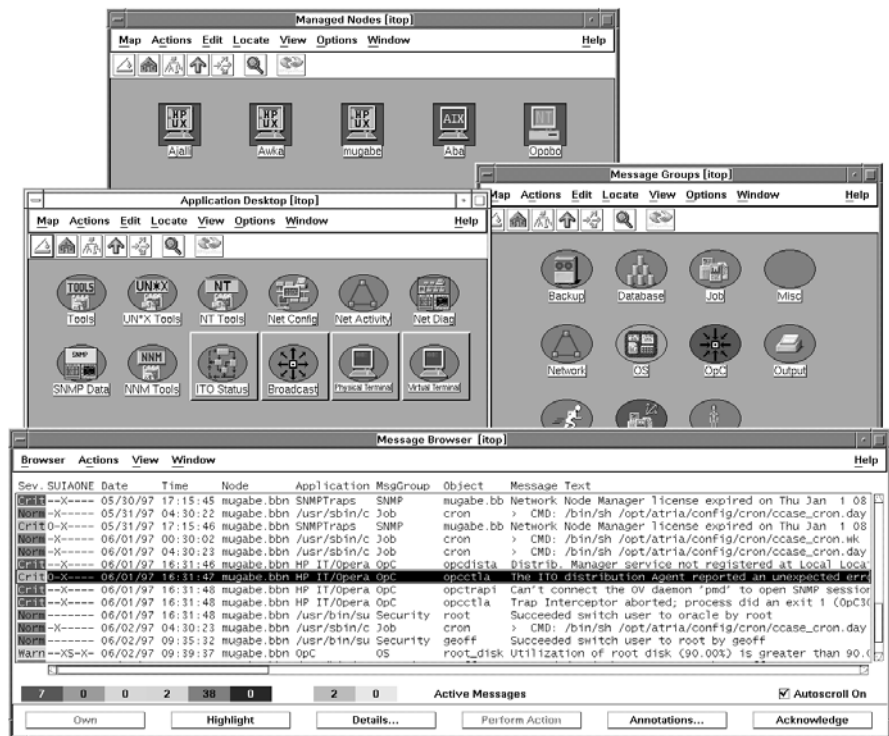 Managed Nodes [itop]
Map Actions Edit Locate View Options Window Help
HP UX HP UX HP UX AIX NT
Ajalli Awka mugabe Aba Opobo
Message Groups [itop]
Map Actions Edit Locate View Options Window Help
Backup Database Job Misc
Network OS OpC Output
Application Desktop [itop]
Map Actions Edit Locate View Options Window Help
TOOLS UN*X NT
Tools UN*X Tools NT Tools Net Config Net Activity Net Diag
SNMP NNM
SNMP Data NNM Tools ITO Status Broadcast Physical Terminal Virtual Terminal
Message Browser [itop]
Browser Actions View Window Help
Sev. SUIAONE Date Time Node Application MsgGroup Object Message Text
Crit --X---- 05/30/97 17:15:45 mugabe.bbn SNMPTraps SNMP mugabe.bb Network Node Manager license expired on Thu Jan 1 08
Norm -X----- 05/31/97 04:30:22 mugabe.bbn /usr/sbin/c Job cron > CMD: /bin/sh /opt/atria/config/cron/ccase_cron.day
Crit O-X---- 05/31/97 17:15:46 mugabe.bbn SNMPTraps SNMP mugabe.bb Network Node Manager license expired on Thu Jan 1 08
Norm -X----- 06/01/97 00:30:02 mugabe.bbn /usr/sbin/c Job cron > CMD: /bin/sh /opt/atria/config/cron/ccase_cron.wk
Norm -X----- 06/01/97 04:30:23 mugabe.bbn /usr/sbin/c Job cron > CMD: /bin/sh /opt/atria/config/cron/ccase_cron.day
Crit --X---- 06/01/97 16:31:46 mugabe.bbn HP IT/Opera OpC opcdista Distrib. Manager service not registered at Local Loca
Crit O-X---- 06/01/97 16:31:47 mugabe.bbn HP IT/Opera OpC opcctla The ITO distribution Agent reported an unexpected erro
Crit --X---- 06/01/97 16:31:48 mugabe.bbn HP IT/Opera OpC opctrapi Can't connect the OV daemon 'pmd' to open SNMP session
Crit --X---- 06/01/97 16:31:48 mugabe.bbn HP IT/Opera OpC opcctla Trap Interceptor aborted; process did an exit 1 (OpC30
Norm ------- 06/01/97 16:31:48 mugabe.bbn /usr/bin/su Security root Succeeded switch user to oracle by root
Norm -X----- 06/02/97 04:30:23 mugabe.bbn /usr/sbin/c Job cron > CMD: /bin/sh /opt/atria/config/cron/ccase_cron.day
Norm ------- 06/02/97 09:35:32 mugabe.bbn /usr/bin/su Security geoff Succeeded switch user to root by geoff
Warn --XS-X- 06/02/97 09:39:37 mugabe.bbn OpC OS root_disk Utilization of root disk (90.00%) is greater than 90.0
7 0 0 2 38 0 2 0 Active Messages Autoscroll On
Own Highlight Details... Perform Action Annotations... Acknowledge